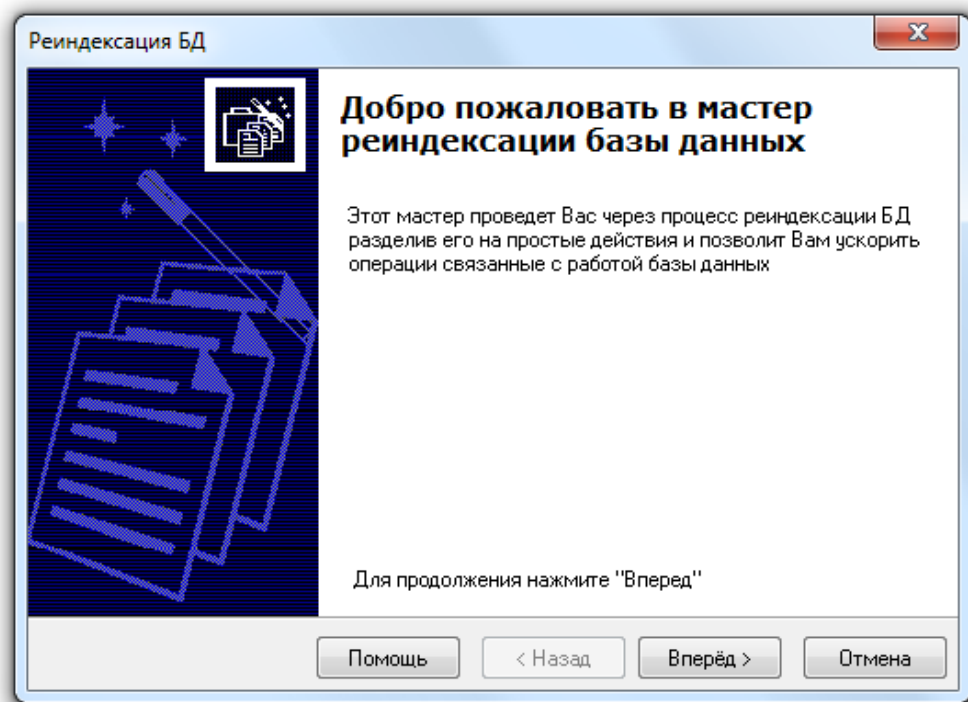 Реиндексация БД
Добро пожаловать в мастер
реиндексации базы данных
Этот мастер проведет Вас через процесс реиндексации БД
разделив его на простые действия и позволит Вам ускорить
операции связанные с работой базы данных
Для продолжения нажмите "Вперед"
Помощь
< Назад
Вперёд >
Отмена